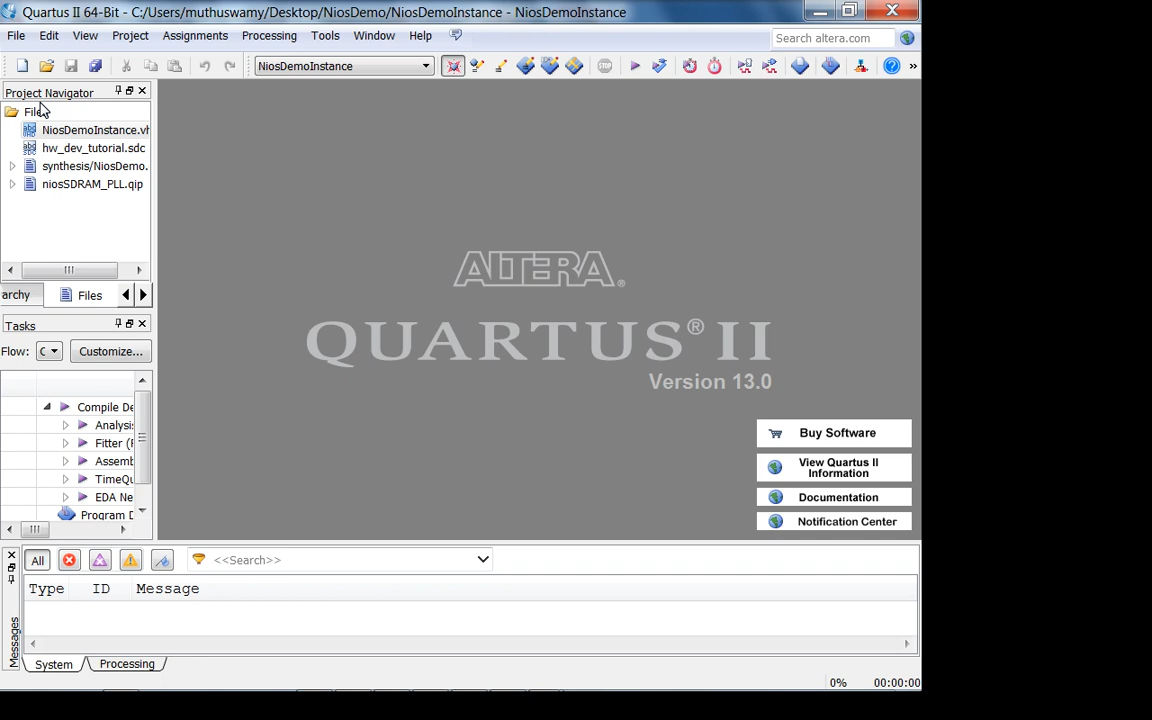 Quartus II 64-Bit - C:/Users/muthuswamy/Desktop/NiosDemo/NiosDemoInstance - NiosDemoInstance
File Edit View Project Assignments Processing Tools Window Help
Search altera.com
NiosDemoInstance
STOP
»
Project Navigator
Files
NiosDemoInstance.vh
hw_dev_tutorial.sdc
synthesis/NiosDemo.
niosSDRAM_PLL.qip
archy Files
Tasks
Flow: C Customize...
Compile De
Analysi:
Fitter (F
Assemb
TimeQu
EDA Ne
Program D
ALTERA®
QUARTUS® II
Version 13.0
Buy Software
View Quartus II
Information
Documentation
Notification Center
All <<Search>>
Type ID Message
Messages
System Processing
0% 00:00:00